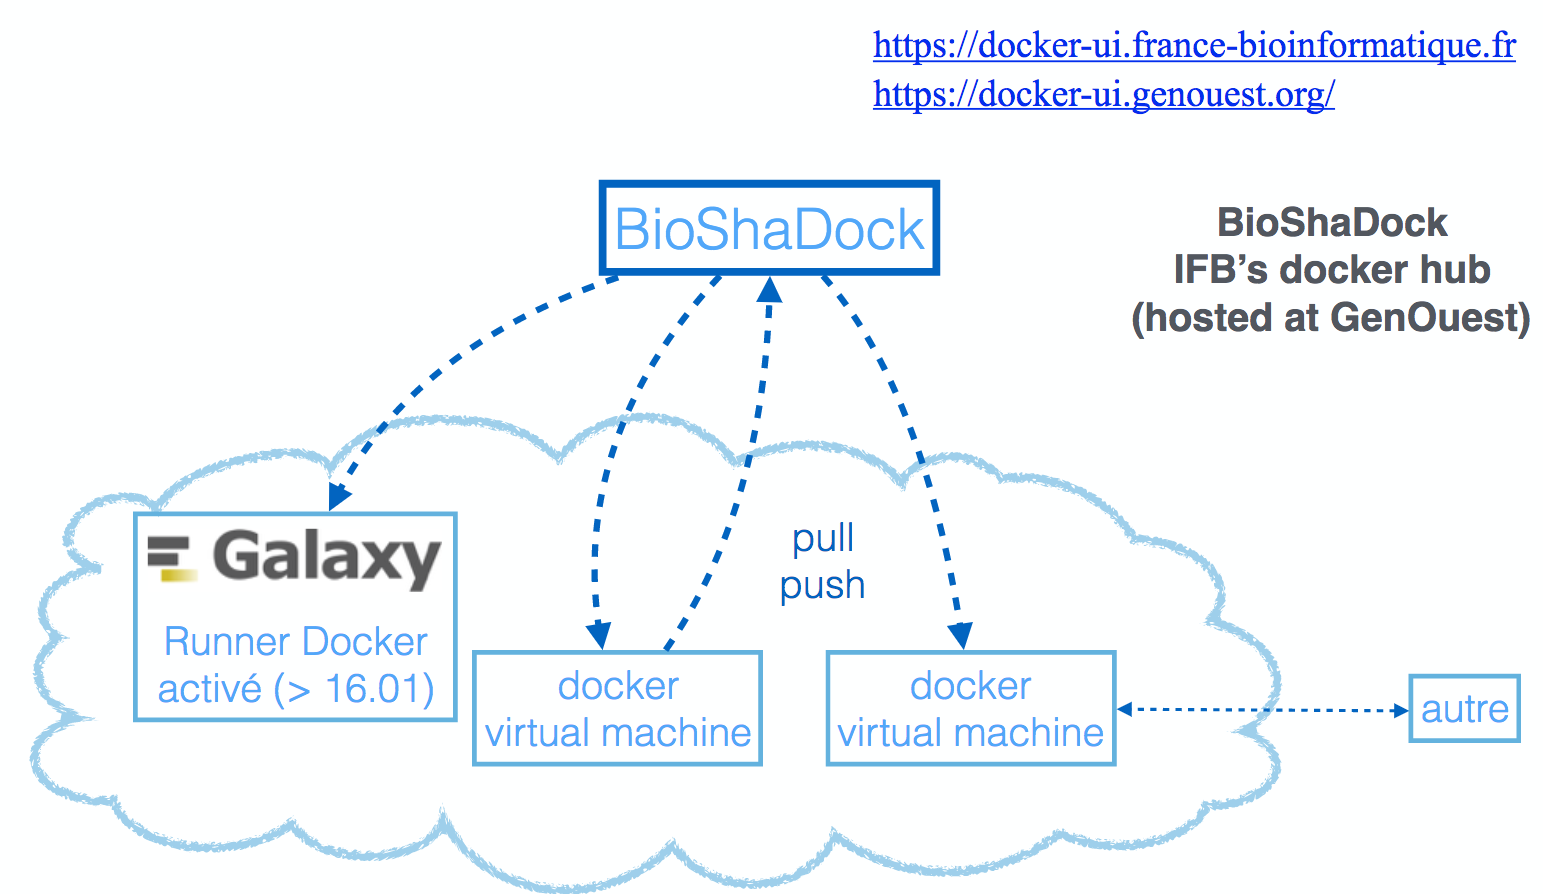 https://docker-ui.france-bioinformatique.fr
https://docker-ui.genouest.org/
BioShaDock
BioShaDock
IFB’s docker hub
(hosted at GenOuest)
pull
push
Galaxy
Runner Docker
activé (> 16.01)
docker
virtual machine
docker
virtual machine
autre